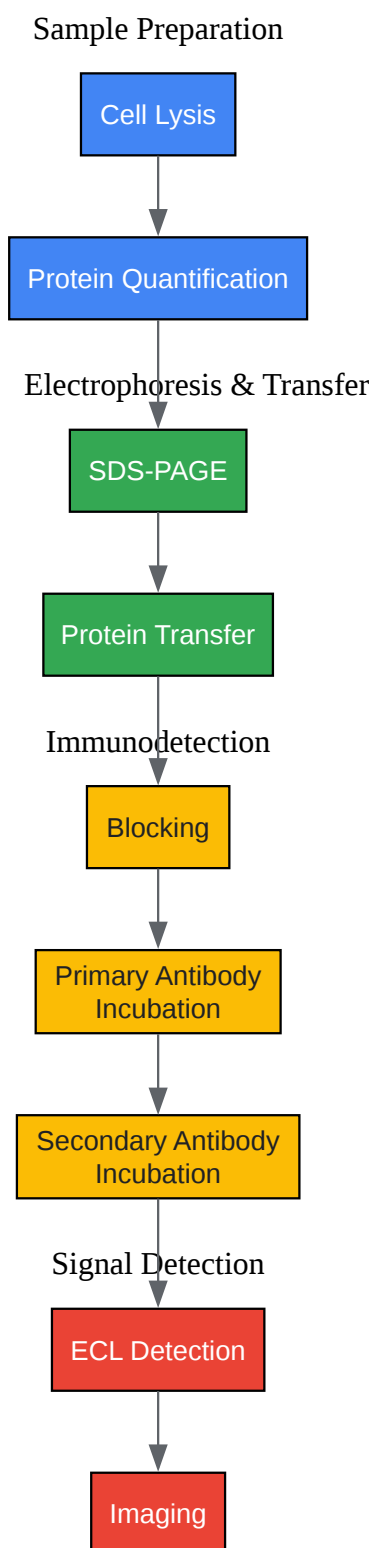 Sample Preparation
Cell Lysis
Protein Quantification
Electrophoresis & Transfer
SDS-PAGE
Protein Transfer
Immunodetection
Blocking
Primary Antibody
Incubation
Secondary Antibody
Incubation
Signal Detection
ECL Detection
Imaging